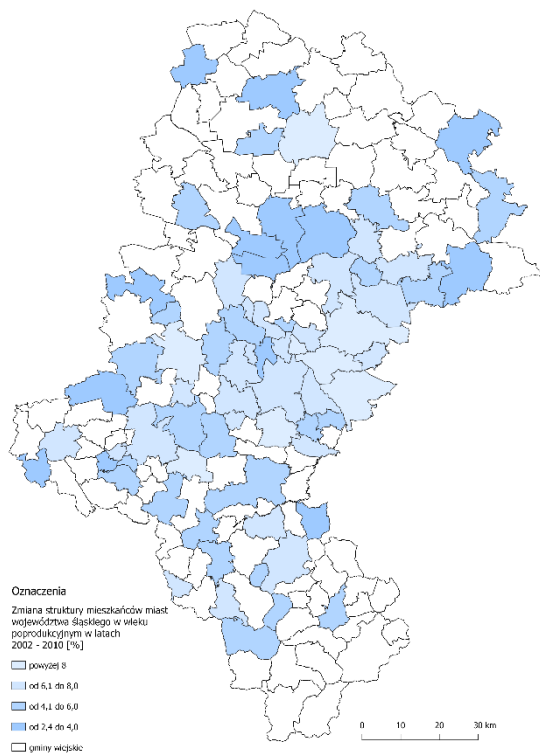 Oznaczenia
Zmiana struktury mieszkańców miast
województwa śląskiego w wieku
poprodukcyjnym w latach
2002 - 2010 [%]
powyżej 8
od 6,1 do 8,0
od 4,1 do 6,0
od 2,4 do 4,0
gminy wiejskie
0 10 20 30 km